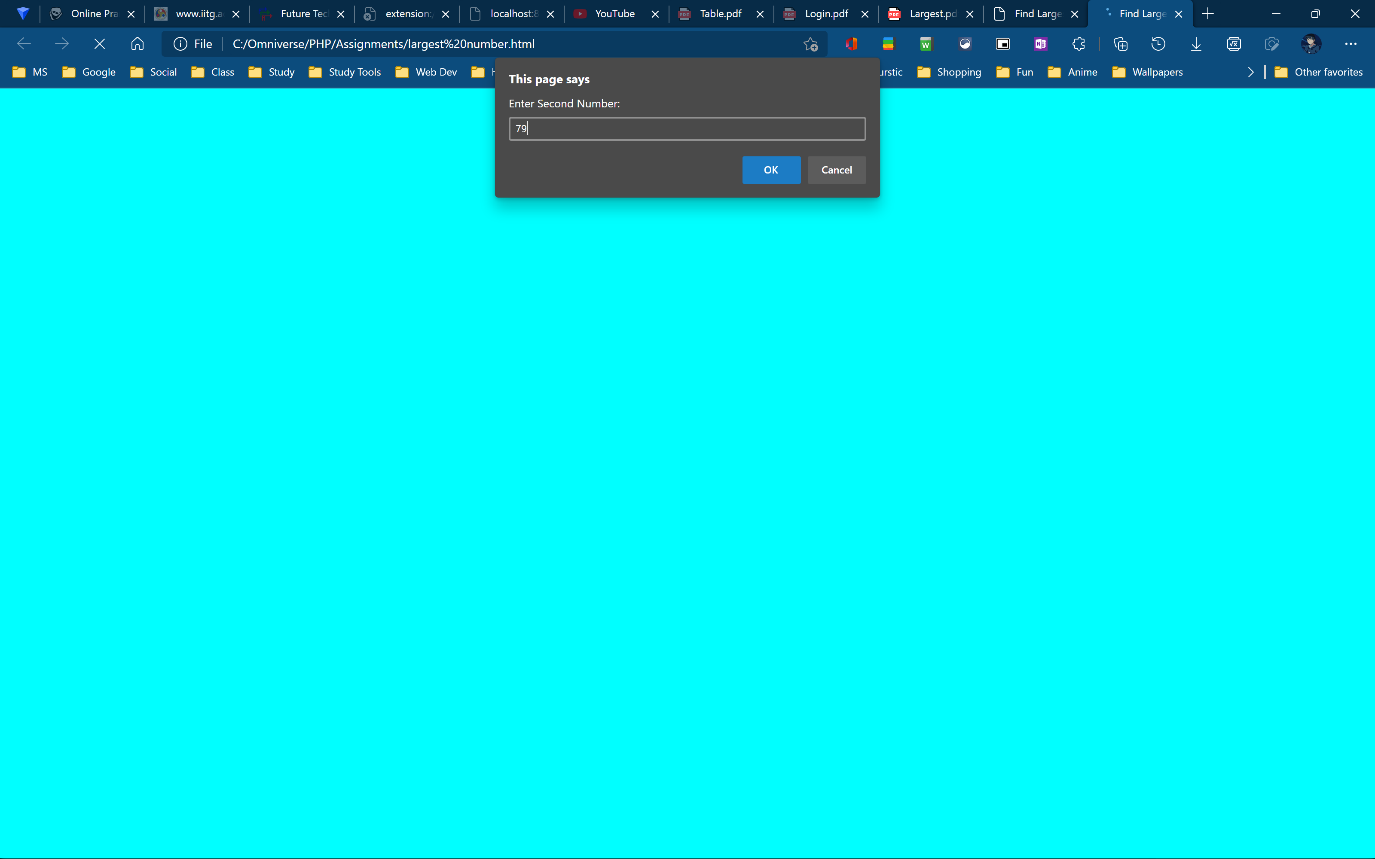 Online Pra www.iitg.a Future Tec extension: localhost:8 YouTube Table.pdf Login.pdf Largest.pd Find Large Find Large
File C:/Omniverse/PHP/Assignments/largest%20number.html
MS Google Social Class Study Study Tools Web Dev H urstic Shopping Fun Anime Wallpapers Other favorites
This page says
Enter Second Number:
79
OK Cancel